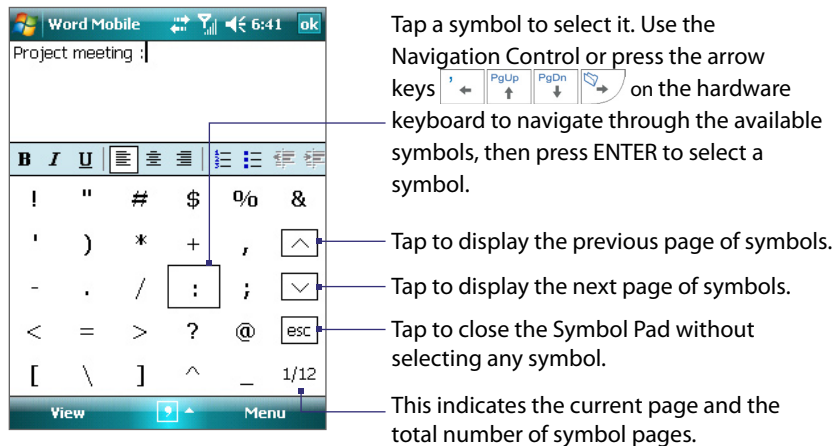 Word Mobile 6:41 ok
Project meeting :
B I U
! " # $ % &
' ) * + ,
- . / : ;
< = > ? @ esc
[ \ ] ^ _ 1/12
View Menu
Tap a symbol to select it. Use the
Navigation Control or press the arrow
keys , PgUp PgDn on the hardware
keyboard to navigate through the available
symbols, then press ENTER to select a
symbol.
Tap to display the previous page of symbols.
Tap to display the next page of symbols.
Tap to close the Symbol Pad without
selecting any symbol.
This indicates the current page and the
total number of symbol pages.